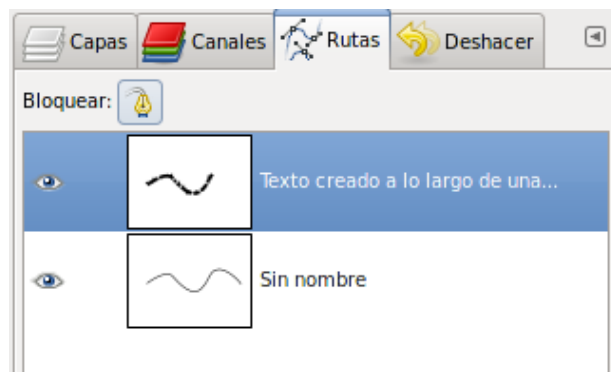 Capas Canales Rutas Deshacer
Bloquear:
Texto creado a lo largo de una...
Sin nombre